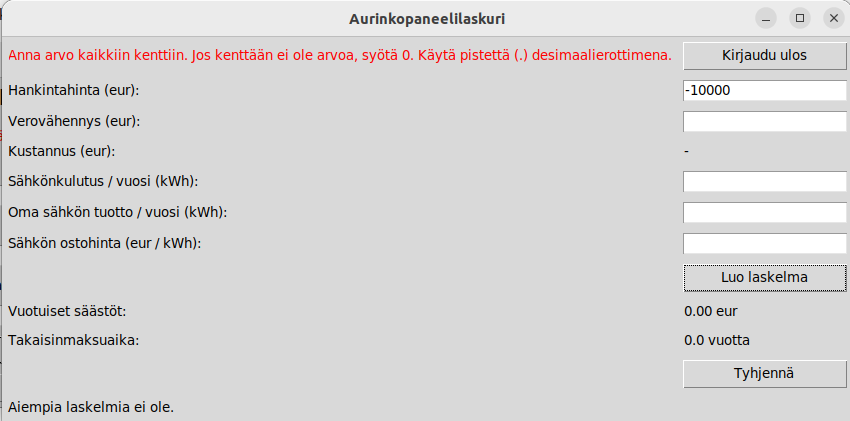 Aurinkopaneelilaskuri
Anna arvo kaikkiin kenttiin. Jos kenttään ei ole arvoa, syötä 0. Käytä pistettä (.) desimaalierottimena. Kirjaudu ulos
Hankintahinta (eur): -10000
Verovähennys (eur):
Kustannus (eur): -
Sähkönkulutus / vuosi (kWh):
Oma sähkön tuotto / vuosi (kWh):
Sähkön ostohinta (eur / kWh):
Luo laskelma
Vuotuiset säästöt: 0.00 eur
Takaisinmaksuaika: 0.0 vuotta
Tyhjennä
Aiempia laskelmia ei ole.